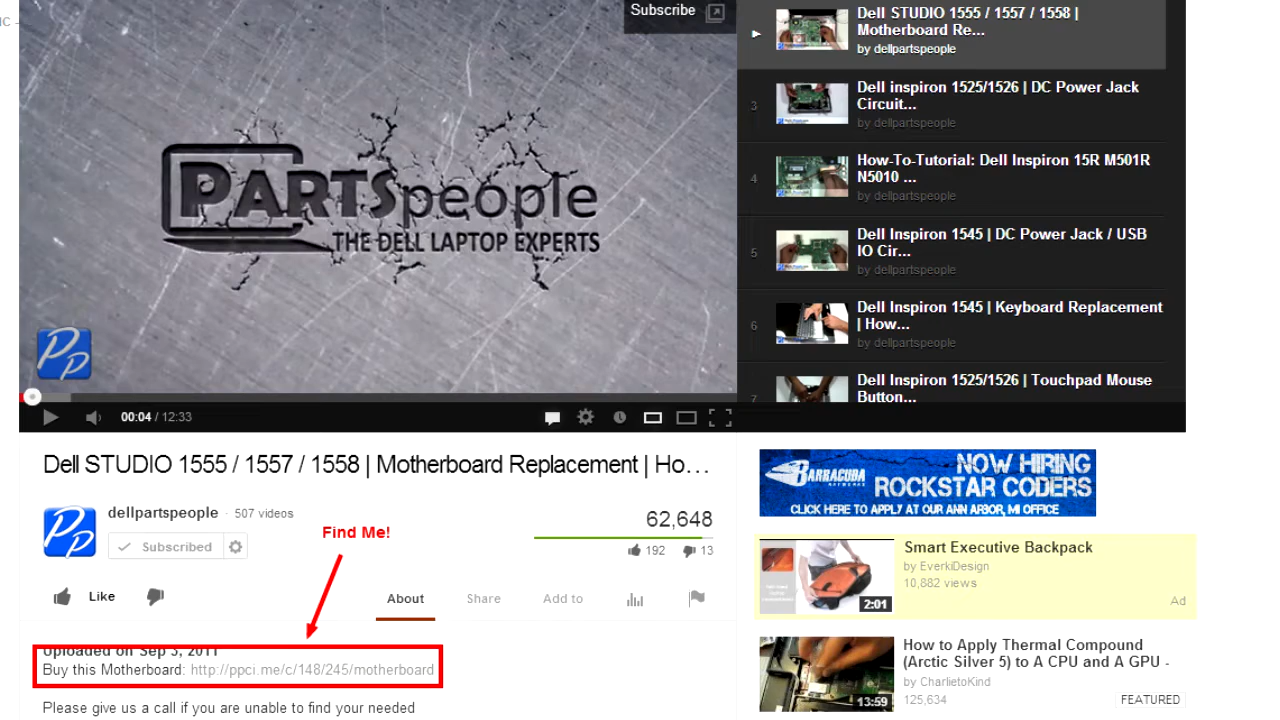 IC -
Subscribe
PARTSpeople
THE DELL LAPTOP EXPERTS
PP
00:04 / 12:33
Dell STUDIO 1555 / 1557 / 1558 |
Motherboard Re...
by dellpartspeople
3
Dell inspiron 1525/1526 | DC Power Jack
Circuit...
by dellpartspeople
4
How-To-Tutorial: Dell Inspiron 15R M501R
N5010 ...
by dellpartspeople
5
Dell Inspiron 1545 | DC Power Jack / USB
IO Cir...
by dellpartspeople
6
Dell Inspiron 1545 | Keyboard Replacement
| How...
by dellpartspeople
7
Dell Inspiron 1525/1526 | Touchpad Mouse
Button...
Dell STUDIO 1555 / 1557 / 1558 | Motherboard Replacement | Ho...
PP
dellpartspeople · 507 videos
Subscribed
Find Me!
62,648
192 13
Like
About Share Add to
Uploaded on Sep 3, 2011
Buy this Motherboard: http://ppci.me/c/148/245/motherboard
Please give us a call if you are unable to find your needed
BARRACUDA
NETWORKS
NOW HIRING
ROCKSTAR CODERS
CLICK HERE TO APPLY AT OUR ANN ARBOR, MI OFFICE
Smart Executive Backpack
by EverkiDesign
10,882 views
2:01
Ad
How to Apply Thermal Compound
(Arctic Silver 5) to A CPU and A GPU -
by CharlietoKind
125,634
13:59
FEATURED